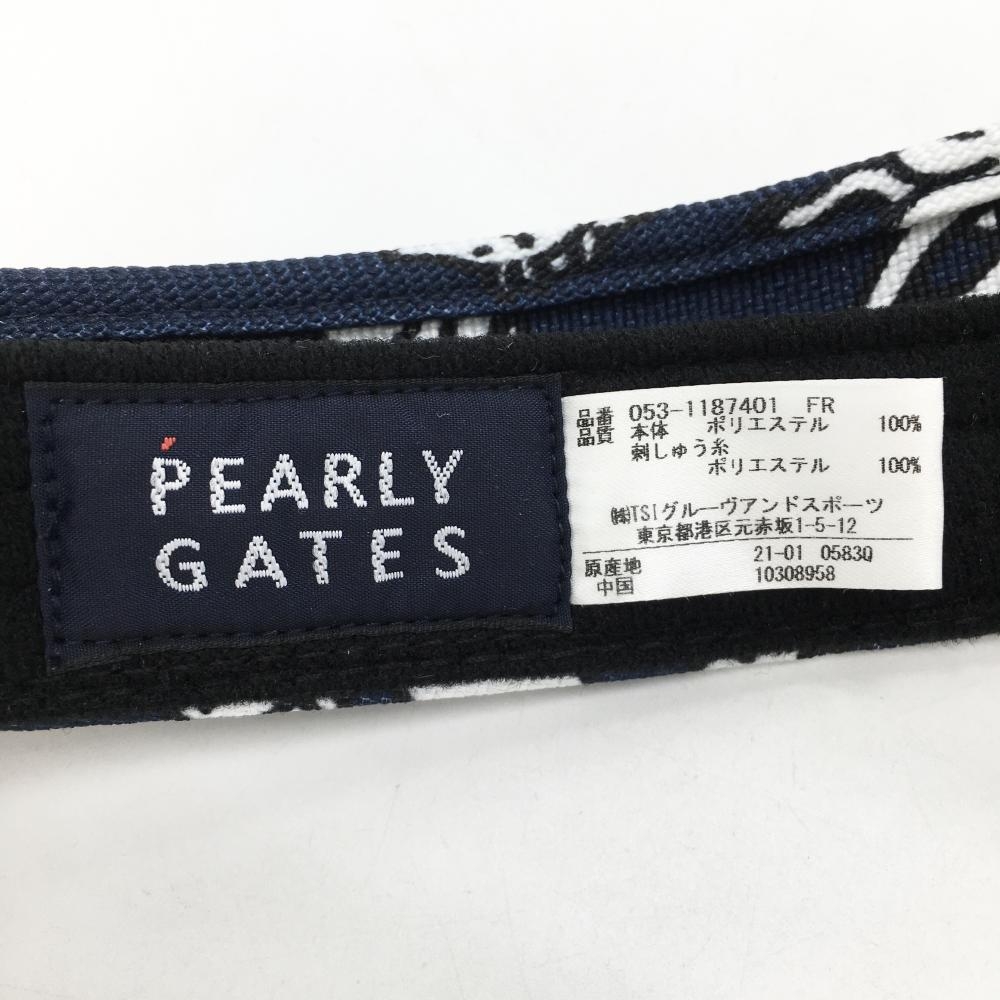 PEARLY
GATES
品番 053-1187401 FR
品質 本体 ポリエステル 100%
刺しゅう糸
ポリエステル 100%
㈱TSIグルーヴアンドスポーツ
東京都港区元赤坂1-5-12
原産地 21-01 0583Q
中国 10308958